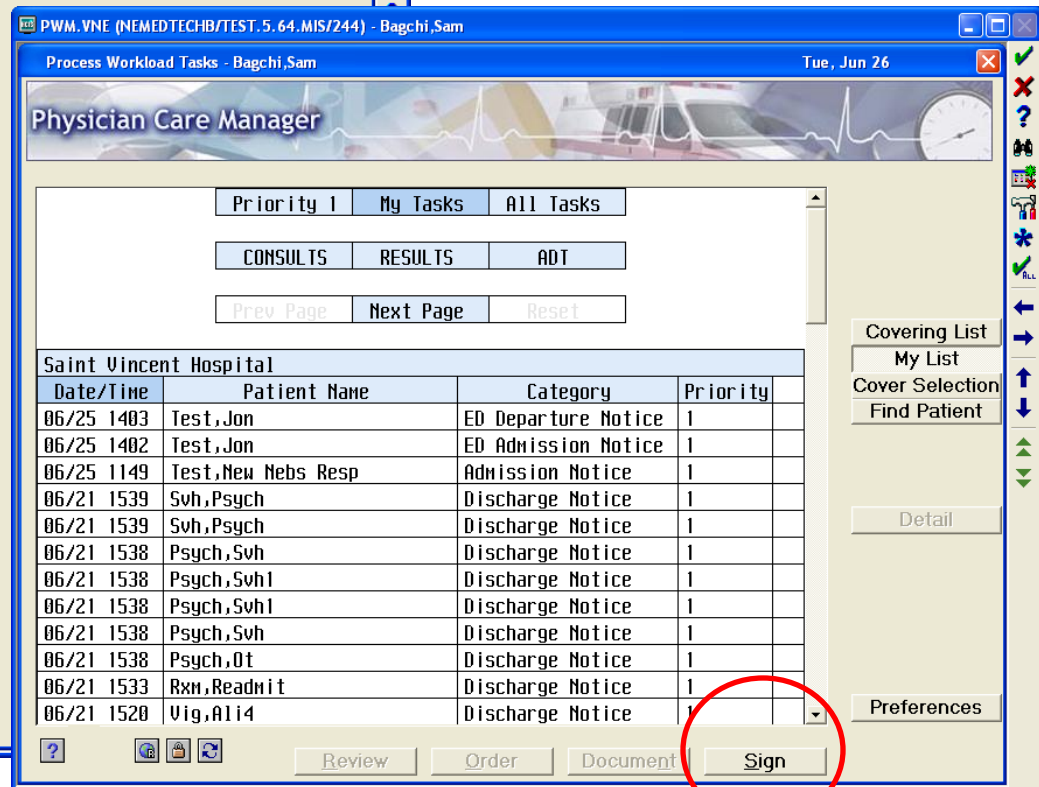 PWM.VNE (NEMEDTECHB/TEST.5.64.MIS/244) - Bagchi,Sam
Process Workload Tasks - Bagchi,Sam Tue, Jun 26
Physician Care Manager
Priority 1 My Tasks All Tasks
CONSULTS RESULTS ADT
Prev Page Next Page Reset
Covering List
My List
Cover Selection
Find Patient
Detail
Preferences
Saint Vincent Hospital
Date/Time Patient Name Category Priority
06/25 1403 Test,Jon ED Departure Notice 1
06/25 1402 Test,Jon ED Admission Notice 1
06/25 1149 Test,New Nebs Resp Admission Notice 1
06/21 1539 Svh,Psych Discharge Notice 1
06/21 1539 Svh,Psych Discharge Notice 1
06/21 1538 Psych,Svh Discharge Notice 1
06/21 1538 Psych,Svh1 Discharge Notice 1
06/21 1538 Psych,Svh1 Discharge Notice 1
06/21 1538 Psych,Svh Discharge Notice 1
06/21 1538 Psych,Ot Discharge Notice 1
06/21 1533 Rxm,Readmit Discharge Notice 1
06/21 1520 Vig,Ali4 Discharge Notice 1
? Review Order Document Sign
?
ALL